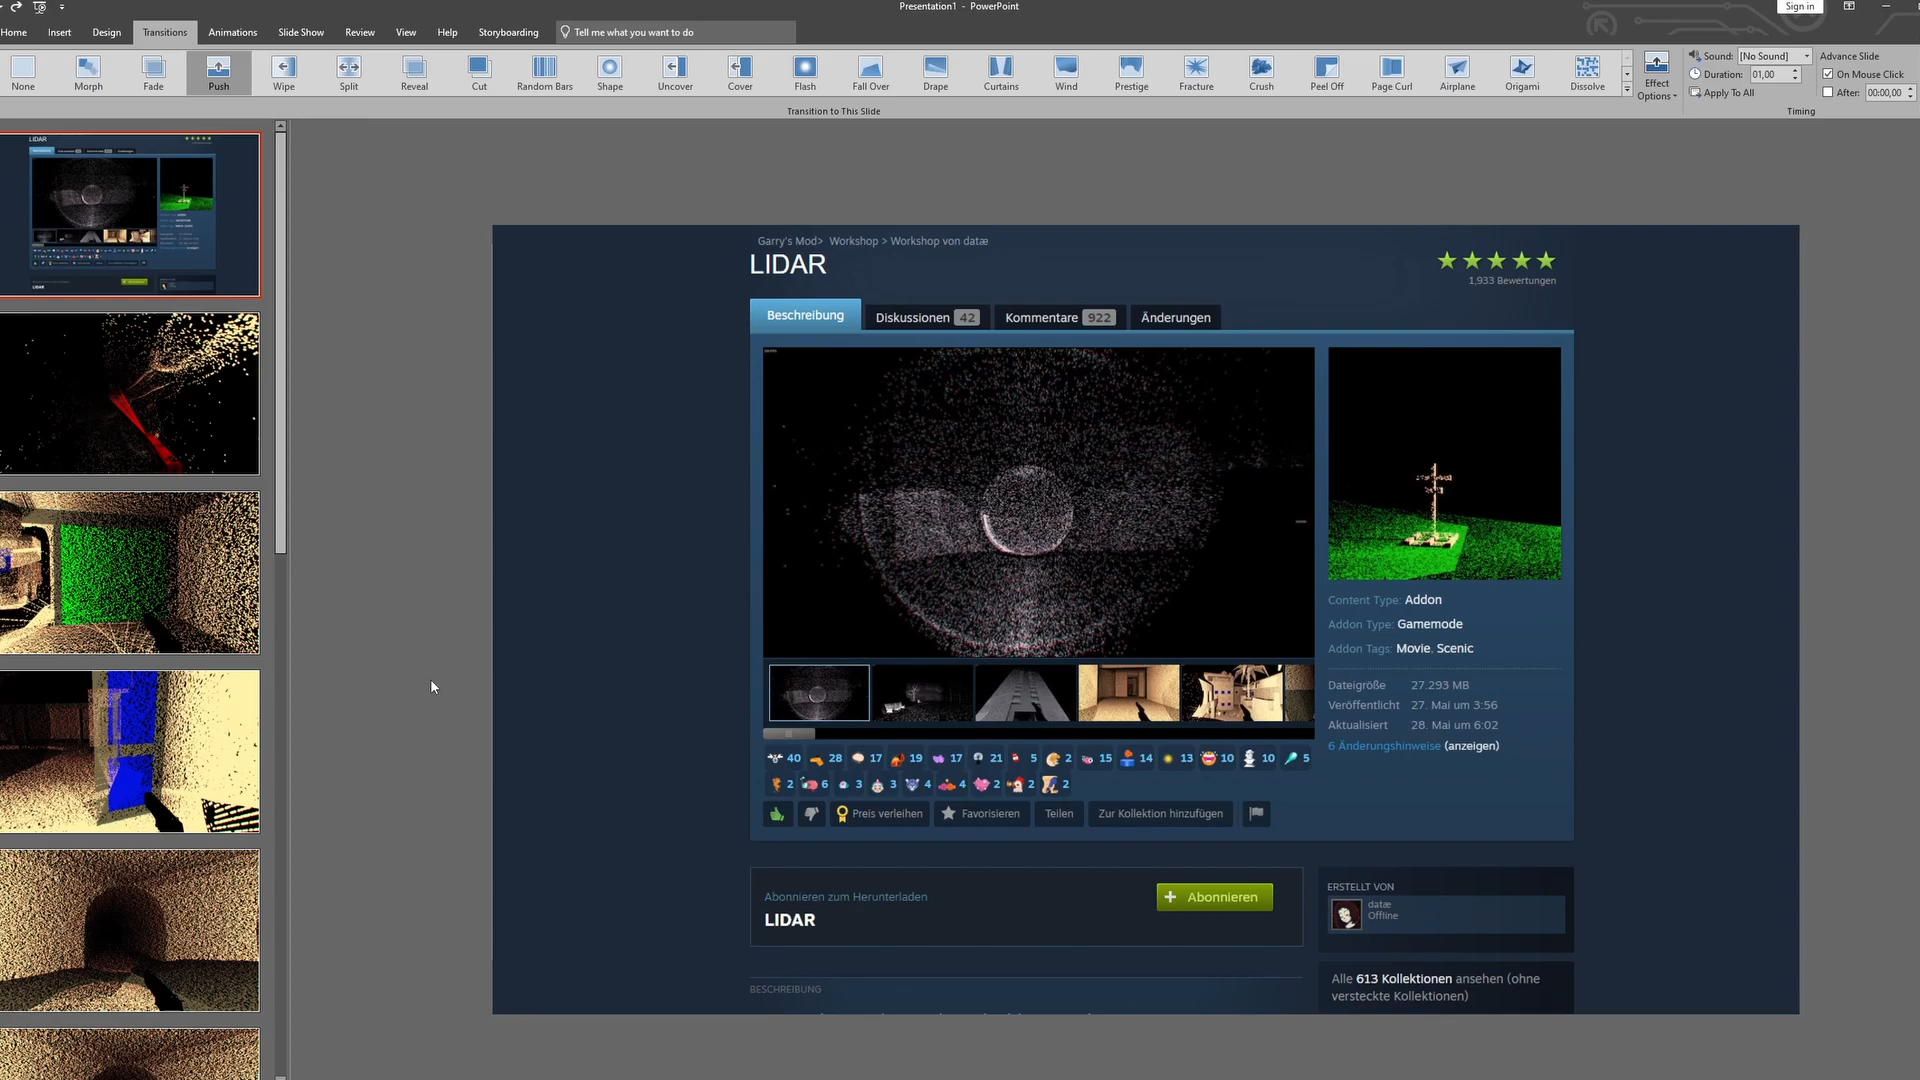 Presentation1 - PowerPoint
Sign in
Home Insert Design Transitions Animations Slide Show Review View Help Storyboarding Tell me what you want to do
None Morph Fade Push Wipe Split Reveal Cut Random Bars Shape Uncover Cover Flash Fall Over Drape Curtains Wind Prestige Fracture Crush Peel Off Page Curl Airplane Origami Dissolve
Effect
Options
Sound: [No Sound]
Duration: 01,00
Apply To All
Advance Slide
On Mouse Click
After: 00:00,00
Transition to This Slide
Timing
LIDAR
LIDAR
Garry's Mod> Workshop > Workshop von datæ
LIDAR
1,933 Bewertungen
Beschreibung Diskussionen 42 Kommentare 922 Änderungen
Content Type: Addon
Addon Type: Gamemode
Addon Tags: Movie, Scenic
Dateigröße 27.293 MB
Veröffentlicht 27. Mai um 3:56
Aktualisiert 28. Mai um 6:02
6 Änderungshinweise (anzeigen)
40 28 17 19 17 21 5 2 15 14 13 10 10 5
2 6 3 3 4 4 2 2 2
Preis verleihen Favorisieren Teilen Zur Kollektion hinzufügen
Abonnieren zum Herunterladen
LIDAR
Abonnieren
ERSTELLT VON
datæ
Offline
Alle 613 Kollektionen ansehen (ohne
versteckte Kollektionen)
BESCHREIBUNG